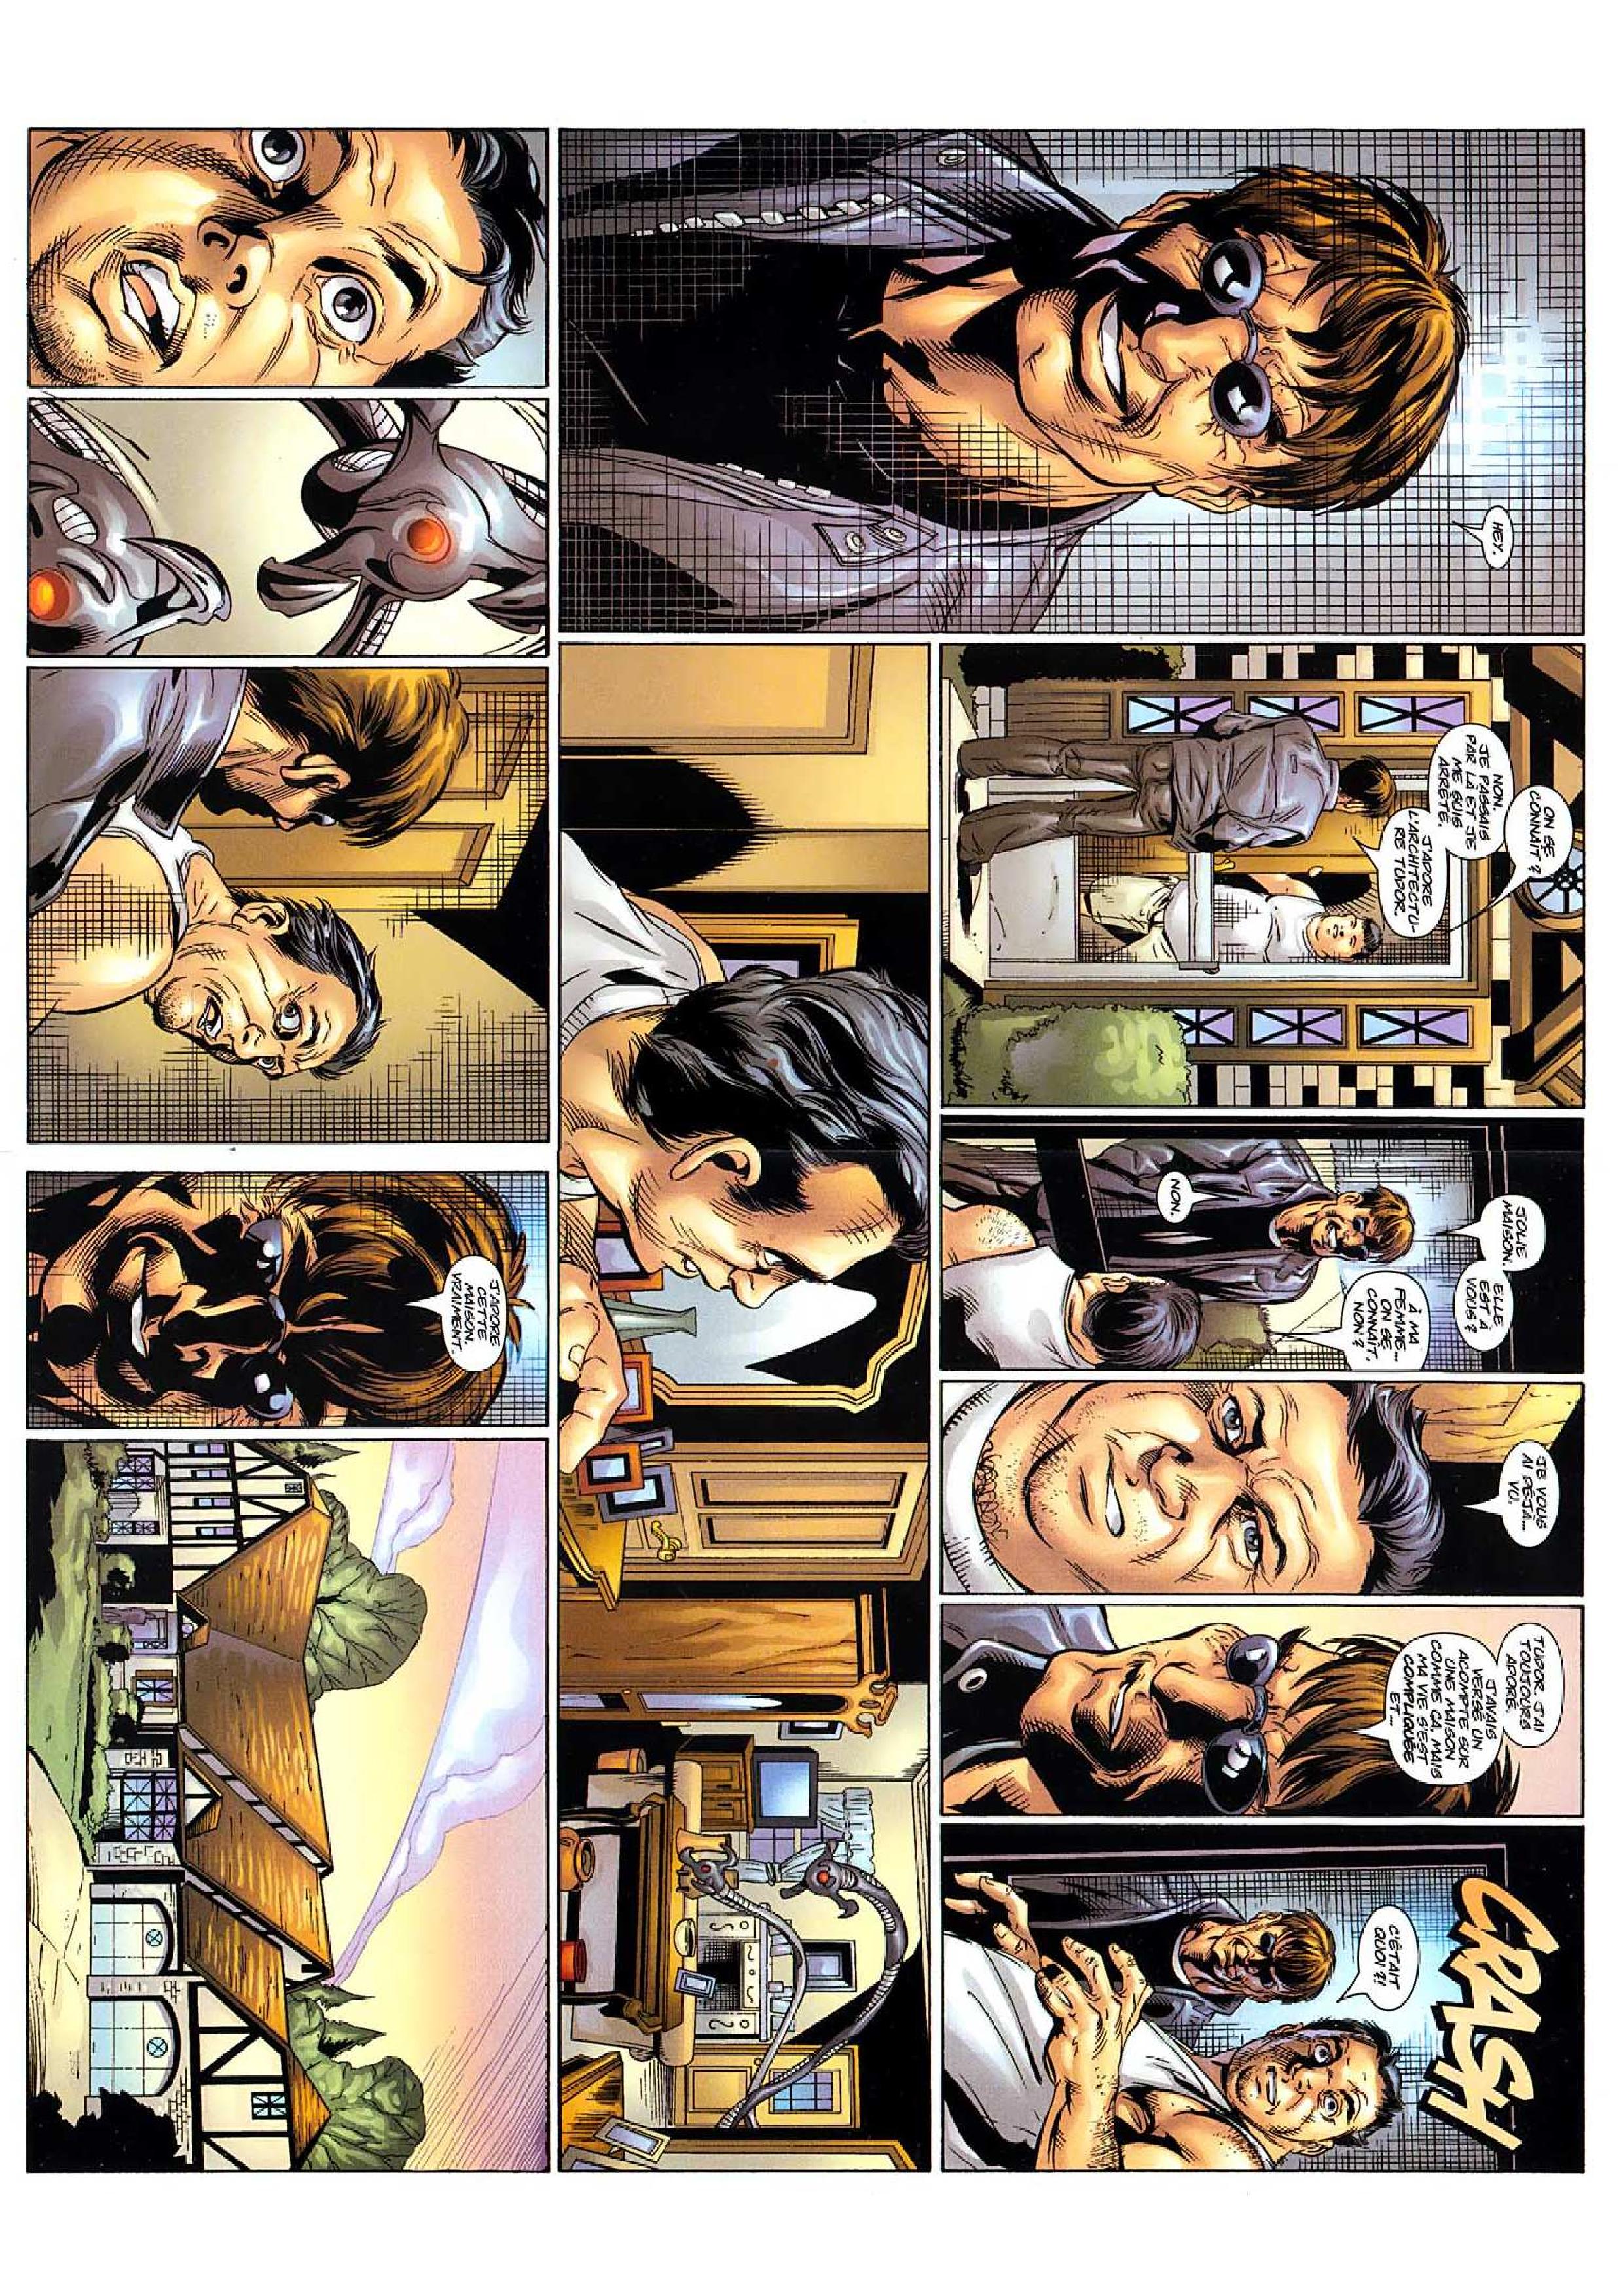 HEY.
ON SE
CONNAÎT ?
NON.
JE PASSAIS
PAR LÀ ET JE
ME SUIS
ARRÊTÉ.
J'ADORE
L'ARCHITECTU-
RE TUDOR.
JOLIE
MAISON.
ELLE
EST À
VOUS ?
À MA
FEMME...
ON SE
CONNAÎT,
NON ?
NON.
JE VOUS
AI DÉJÀ...
VU.
TUDOR. J'AI
TOUJOURS
ADORÉ.
J'AVAIS
VERSÉ UN
ACOMPTE SUR
UNE MAISON
COMME ÇA, MAIS
MA VIE S'EST
COMPLIQUÉE
ET...
CRASH
C'ÉTAIT
QUOI ?!
J'ADORE
CETTE
MAISON.
VRAIMENT.